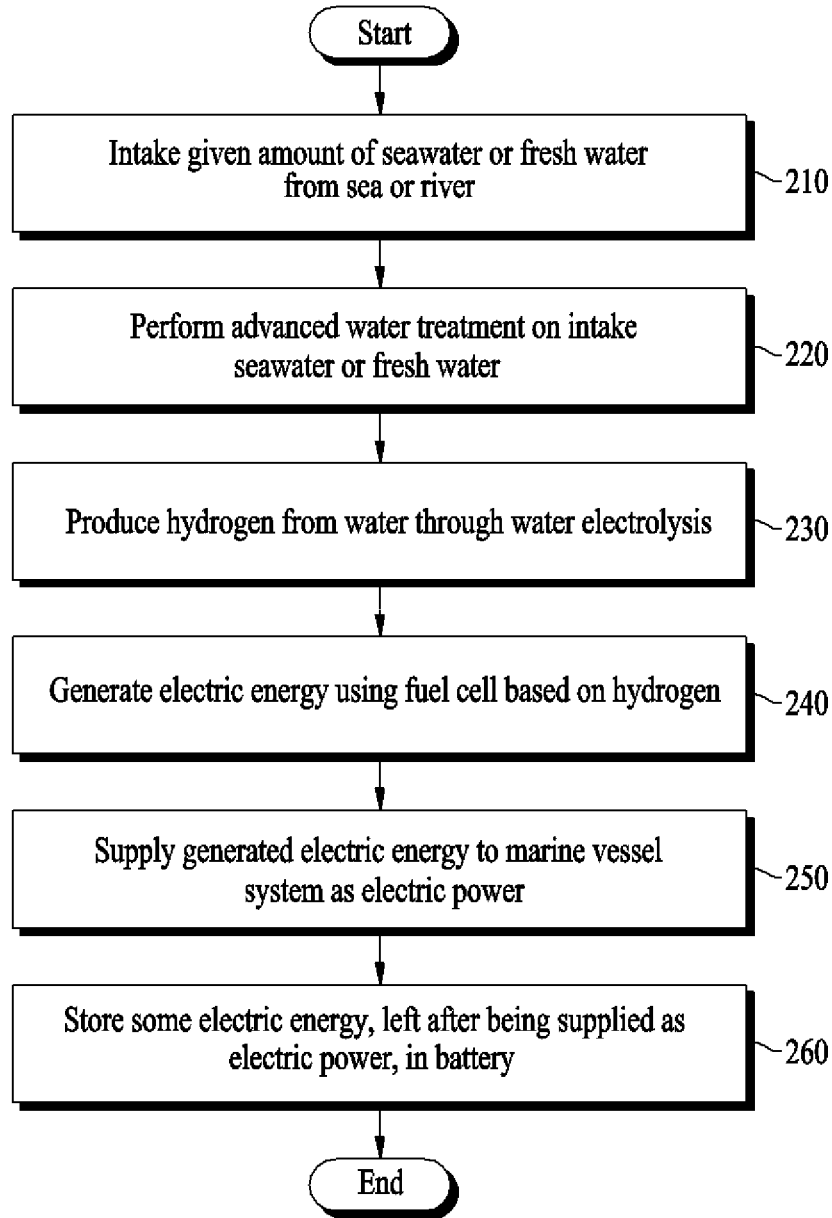 Start
Intake given amount of seawater or fresh water
from sea or river
210
Perform advanced water treatment on intake
seawater or fresh water
220
Produce hydrogen from water through water electrolysis
230
Generate electric energy using fuel cell based on hydrogen
240
Supply generated electric energy to marine vessel
system as electric power
250
Store some electric energy, left after being supplied as
electric power, in battery
260
End